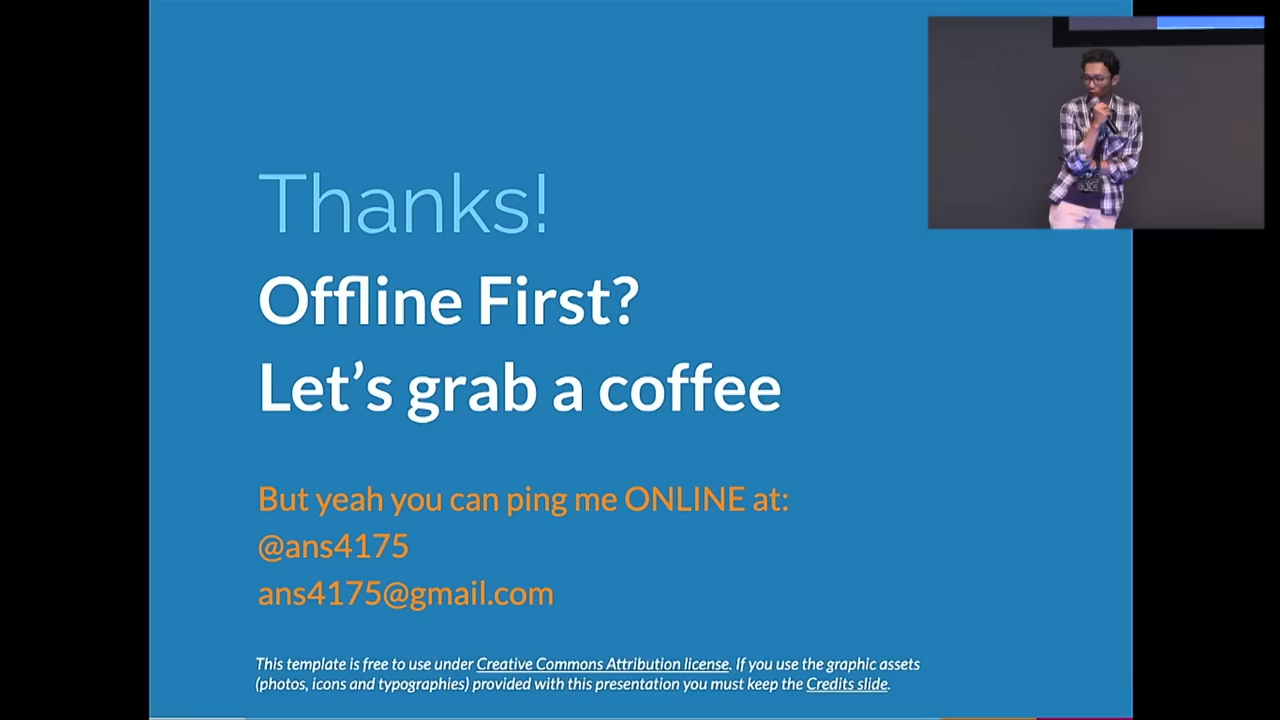 Thanks!
Offline First?
Let’s grab a coffee
But yeah you can ping me ONLINE at:
@ans4175
ans4175@gmail.com
This template is free to use under Creative Commons Attribution license. If you use the graphic assets
(photos, icons and typographies) provided with this presentation you must keep the Credits slide.